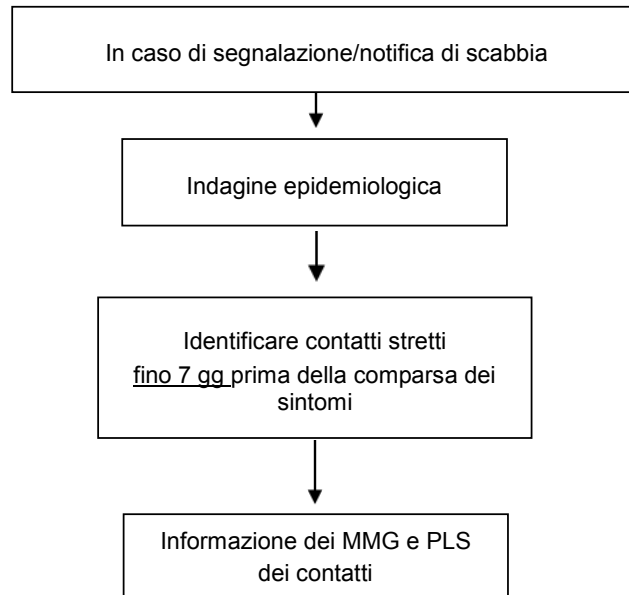 In caso di segnalazione/notifica di scabbia
Indagine epidemiologica
Identificare contatti stretti
fino 7 gg prima della comparsa dei
sintomi
Informazione dei MMG e PLS
dei contatti